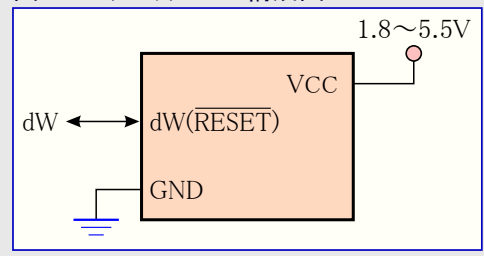 1.8～5.5V
VCC
dW
dW(RESET)
GND